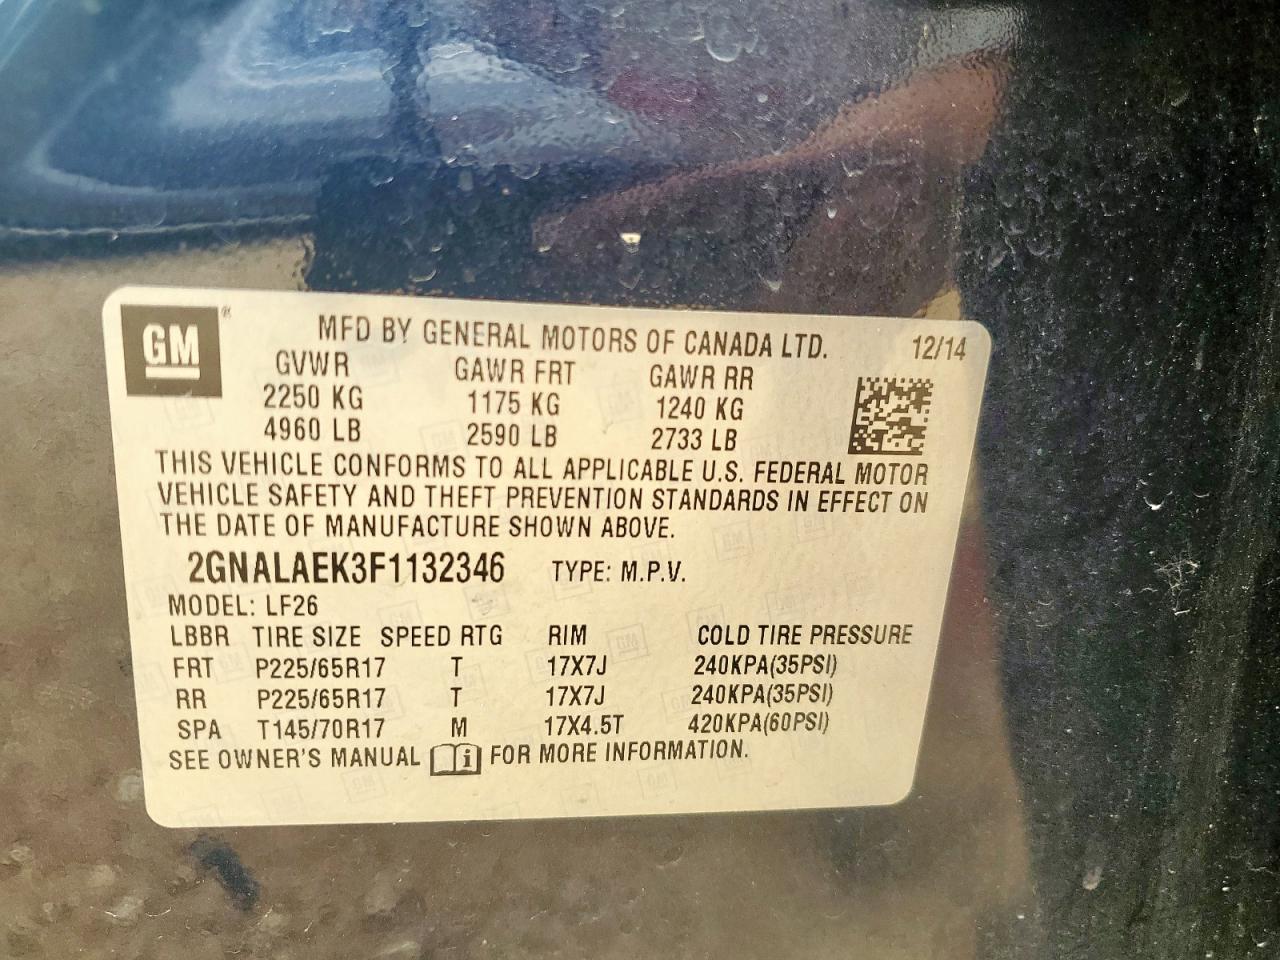 GM®
MFD BY GENERAL MOTORS OF CANADA LTD. 12/14
GVWR GAWR FRT GAWR RR
2250 KG 1175 KG 1240 KG
4960 LB 2590 LB 2733 LB
THIS VEHICLE CONFORMS TO ALL APPLICABLE U.S. FEDERAL MOTOR
VEHICLE SAFETY AND THEFT PREVENTION STANDARDS IN EFFECT ON
THE DATE OF MANUFACTURE SHOWN ABOVE.
2GNALAEK3F1132346 TYPE: M.P.V.
MODEL: LF26
LBBR TIRE SIZE SPEED RTG RIM COLD TIRE PRESSURE
FRT P225/65R17 T 17X7J 240KPA(35PSI)
RR P225/65R17 T 17X7J 240KPA(35PSI)
SPA T145/70R17 M 17X4.5T 420KPA(60PSI)
SEE OWNER'S MANUAL i FOR MORE INFORMATION.